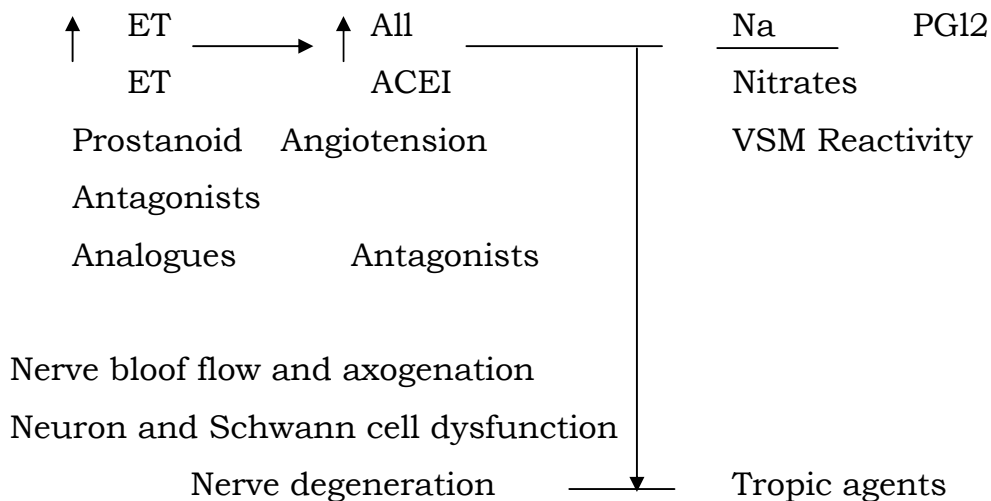 ET All Na PGl2
ET ACEI Nitrates
Prostanoid Angiotension VSM Reactivity
Antagonists
Analogues Antagonists
Nerve bloof flow and axogenation
Neuron and Schwann cell dysfunction
Nerve degeneration Tropic agents